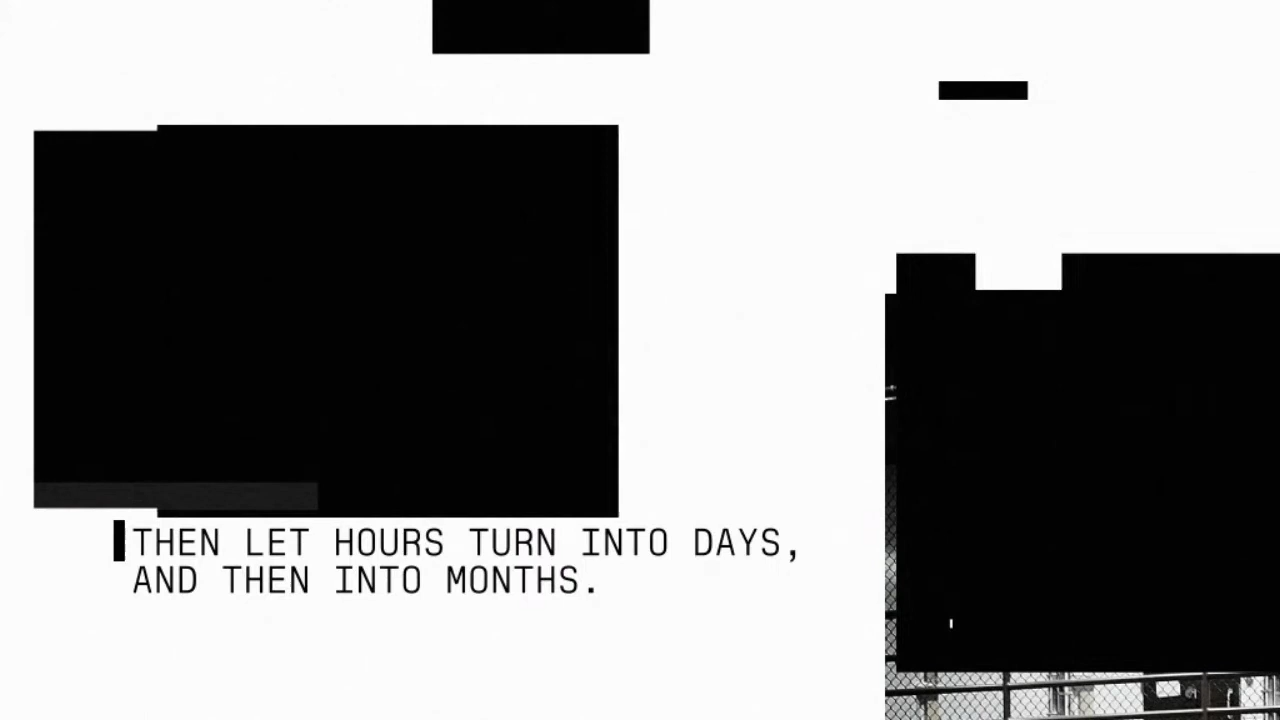 THEN LET HOURS TURN INTO DAYS,
AND THEN INTO MONTHS.